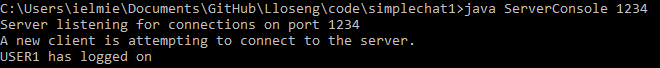 C:\Users\ielmie\Documents\GitHub\Lloseng\code\simplechat1>java ServerConsole 1234
Server listening for connections on port 1234
A new client is attempting to connect to the server.
USER1 has logged on